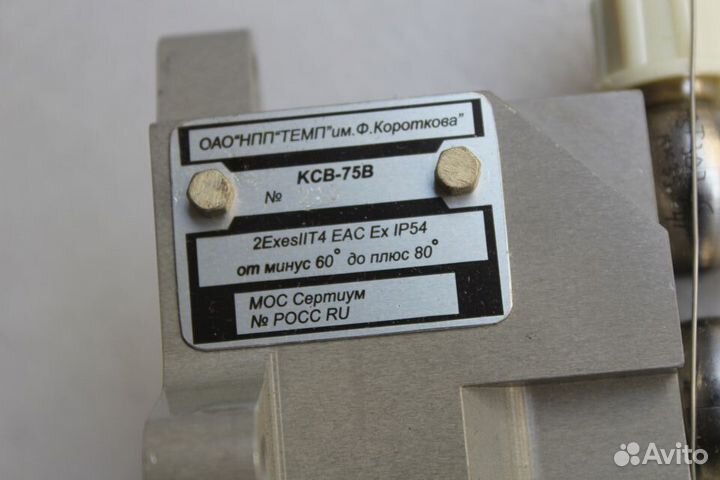 ОАО"НПП"ТЕМП"им.Ф.Короткова"
КСВ-75В
№
2ExesIIT4 EAC Ex IP54
от минус 60° до плюс 80°
МОС Сертиум
№ РОСС RU
Avito